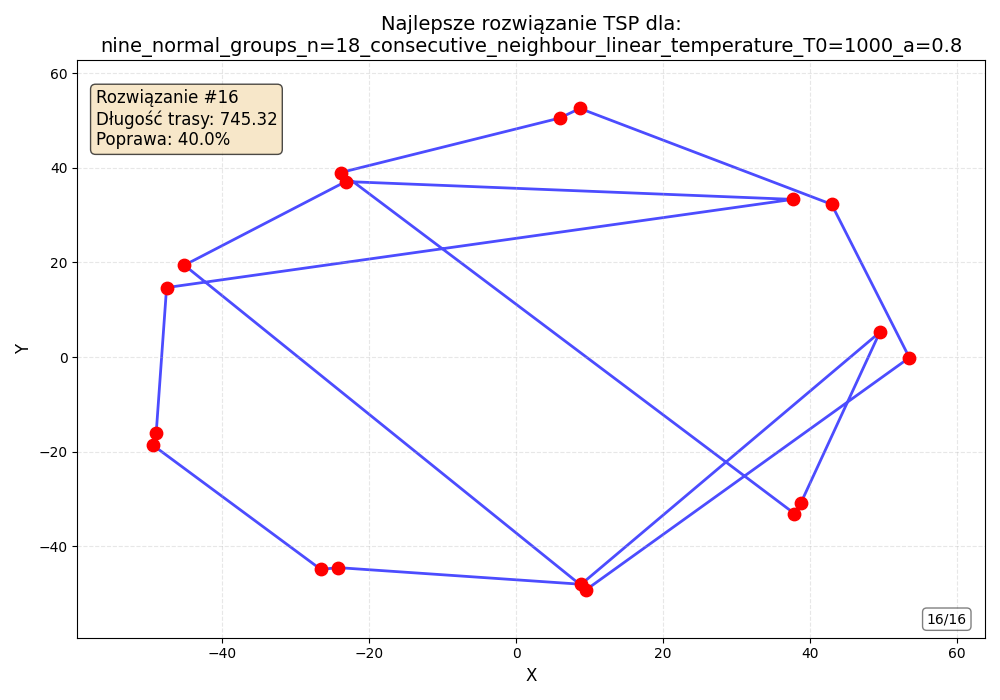 Najlepsze rozwiązanie TSP dla:
nine_normal_groups_n=18_consecutive_neighbour_linear_temperature_T0=1000_a=0.8
Rozwiązanie #16
Długość trasy: 745.32
Poprawa: 40.0%
60
40
20
0
−20
−40
Y
16/16
−40
−20
0
20
40
60
X